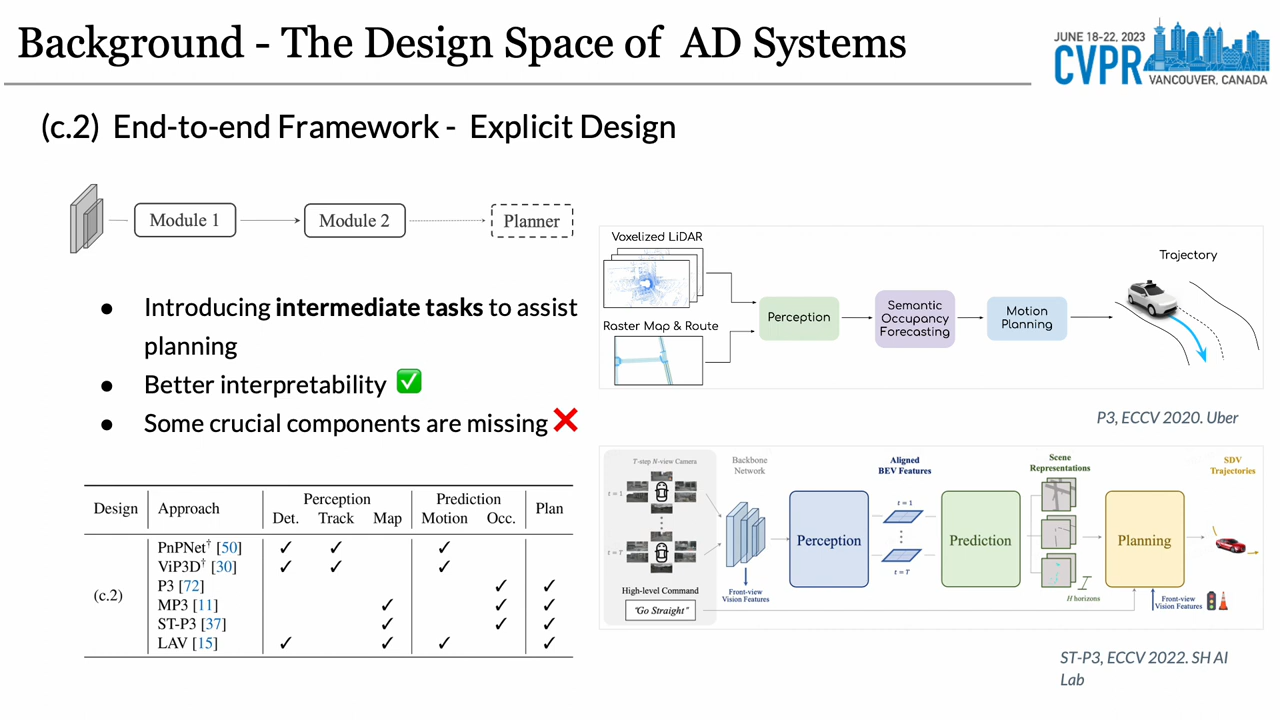 Background - The Design Space of AD Systems
JUNE 18-22, 2023
CVPR
VANCOUVER, CANADA
(c.2) End-to-end Framework - Explicit Design
Module 1
Module 2
Planner
● Introducing intermediate tasks to assist
planning
● Better interpretability ✅
● Some crucial components are missing ❌
Design Approach Perception Prediction Plan
Det. Track Map Motion Occ.
(c.2)
PnPNet† [50] ✓ ✓ ✓
ViP3D† [30] ✓ ✓ ✓
P3 [72] ✓ ✓
MP3 [11] ✓ ✓ ✓
ST-P3 [37] ✓ ✓ ✓
LAV [15] ✓ ✓ ✓ ✓
Voxelized LiDAR
Raster Map & Route
Perception
Semantic
Occupancy
Forecasting
Motion
Planning
Trajectory
P3, ECCV 2020. Uber
T-step N-view Camera
t = 1
t = T
High-level Command
"Go Straight"
Backbone
Network
Front-view
Vision Features
Perception
Aligned
BEV Features
t = 1
t = T
Prediction
Scene
Representations
H horizons
Planning
Front-view
Vision Features
SDV
Trajectories
ST-P3, ECCV 2022. SH AI
Lab